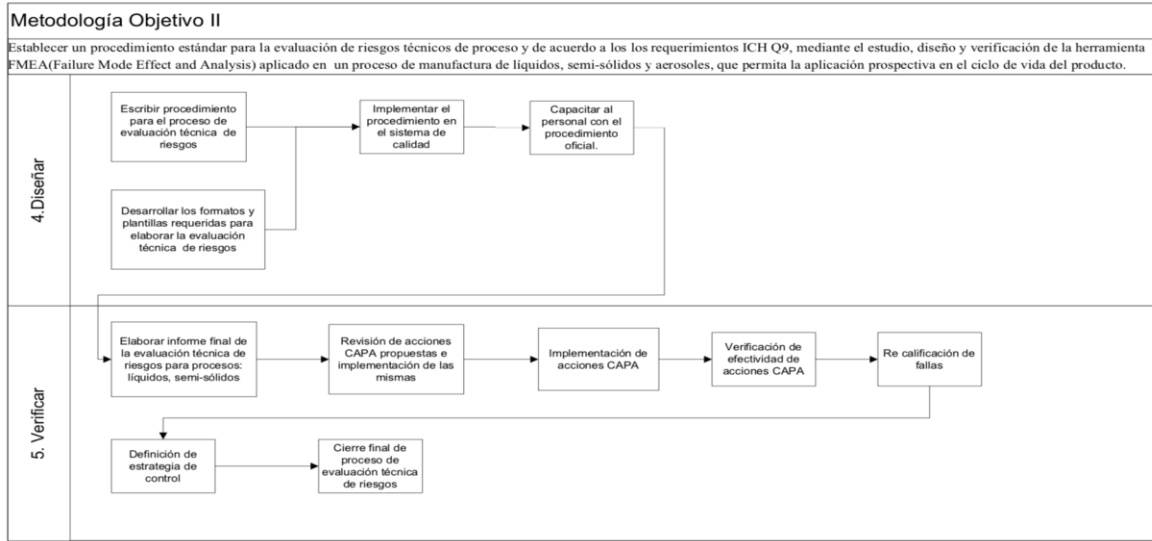 Metodología Objetivo II
Establecer un procedimiento estándar para la evaluación de riesgos técnicos de proceso y de acuerdo a los los requerimientos ICH Q9, mediante el estudio, diseño y verificación de la herramienta
FMEA(Failure Mode Effect and Analysis) aplicado en un proceso de manufactura de líquidos, semi-sólidos y aerosoles, que permita la aplicación prospectiva en el ciclo de vida del producto.
4.Diseñar
Escribir procedimiento
para el proceso de
evaluación técnica de
riesgos
Implementar el
procedimiento en
el sistema de
calidad
Capacitar al
personal con el
procedimiento
oficial.
Desarrollar los formatos y
plantillas requeridas para
elaborar la evaluación
técnica de riesgos
5. Verificar
Elaborar informe final de
la evaluación técnica de
riesgos para procesos:
líquidos, semi-sólidos
Revisión de acciones
CAPA propuestas e
implementación de las
mismas
Implementación de
acciones CAPA
Verificación de
efectividad de
acciones CAPA
Re calificación de
fallas
Definición de
estrategia de
control
Cierre final de
proceso de
evaluación técnica
de riesgos